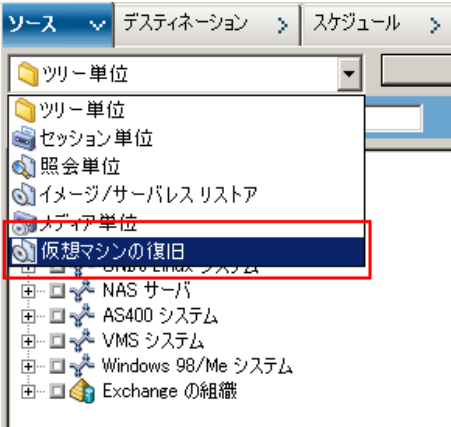 ソース デスティネーション スケジュール
ツリー単位
ツリー単位
セッション単位
照会単位
イメージ/サーバレス リストア
メディア単位
仮想マシンの復旧
NAS サーバ
AS400 システム
VMS システム
Windows 98/Me システム
Exchange の組織